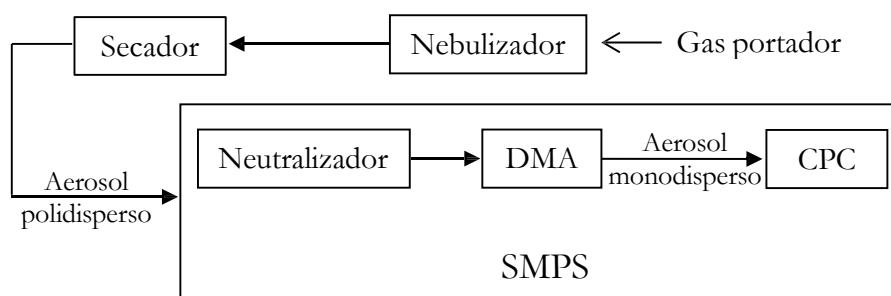 Secador
Nebulizador
Gas portador
Neutralizador
DMA
Aerosol
monodisperso
CPC
Aerosol
polidisperso
SMPS